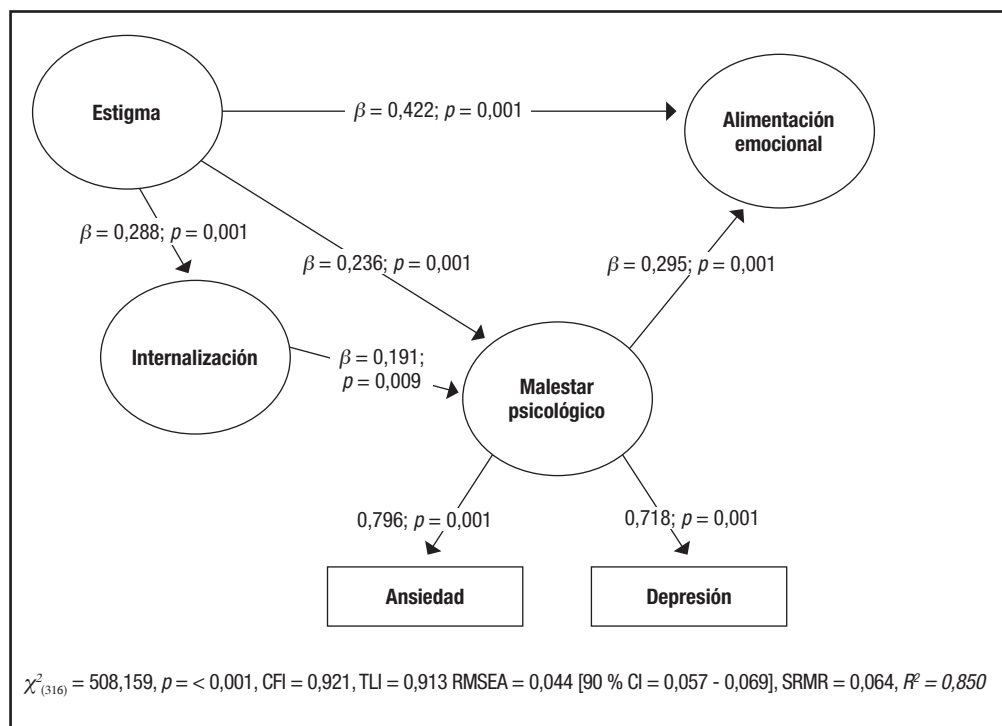 Estigma
β = 0,422; p = 0,001
Alimentación
emocional
β = 0,288; p = 0,001
β = 0,236; p = 0,001
β = 0,295; p = 0,001
Internalización
β = 0,191;
p = 0,009
Malestar
psicológico
0,796; p = 0,001
0,718; p = 0,001
Ansiedad
Depresión
χ²(316) = 508,159, p = < 0,001, CFI = 0,921, TLI = 0,913 RMSEA = 0,044 [90 % CI = 0,057 - 0,069], SRMR = 0,064, R² = 0,850